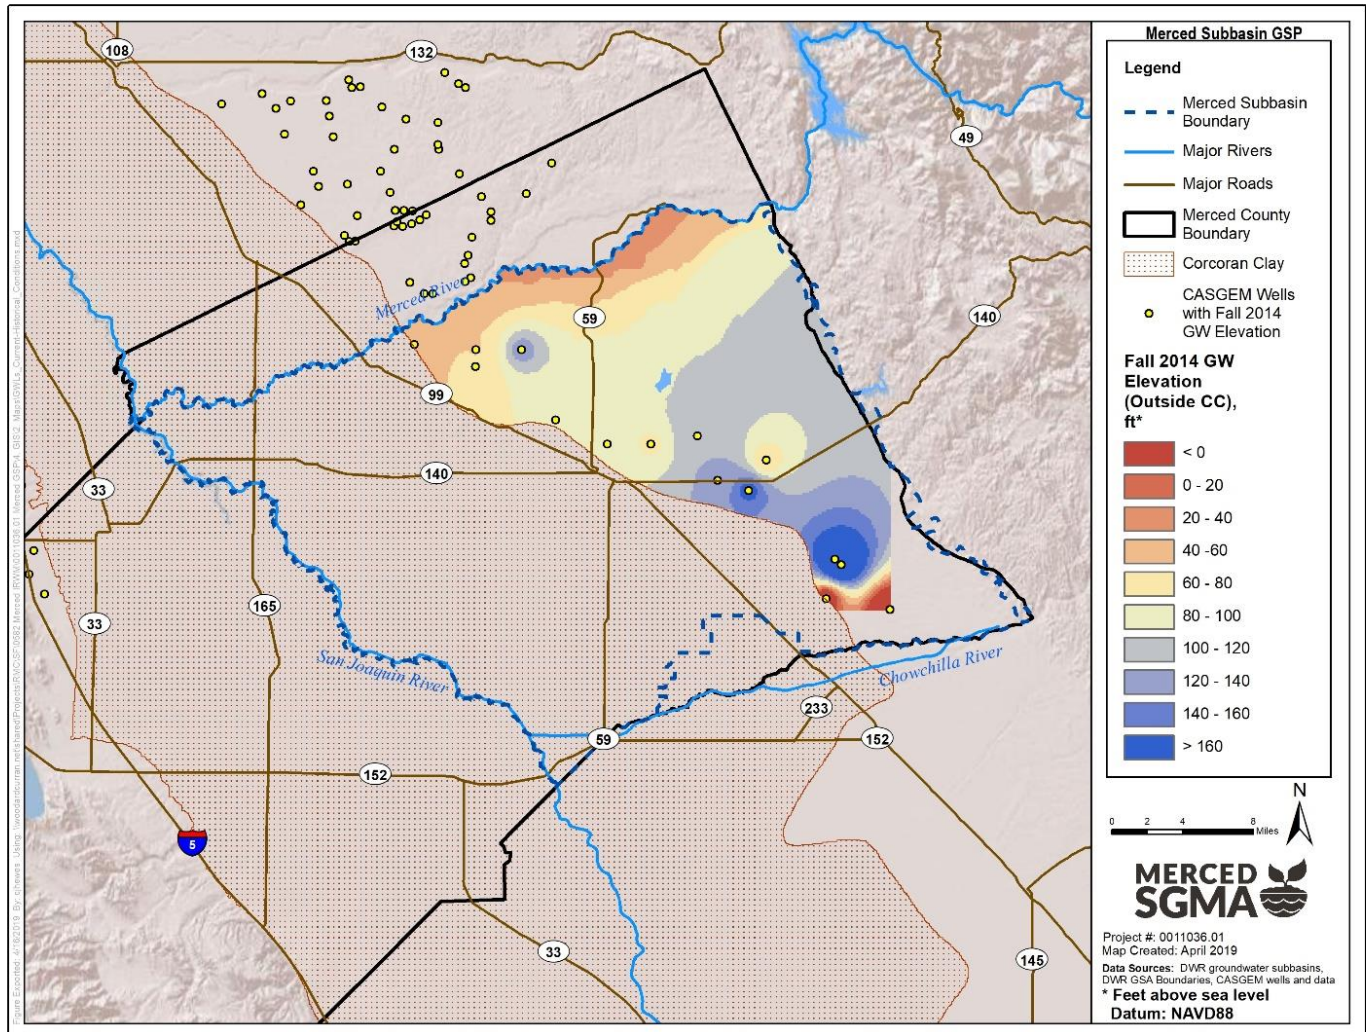 Merced Subbasin GSP
Legend
Merced Subbasin
Boundary
Major Rivers
Major Roads
Merced County
Boundary
Corcoran Clay
CASGEM Wells
with Fall 2014
GW Elevation
Fall 2014 GW
Elevation
(Outside CC),
ft*
< 0
0 - 20
20 - 40
40 -60
60 - 80
80 - 100
100 - 120
120 - 140
140 - 160
> 160
N
0 2 4 8
Miles
MERCED
SGMA
Project #: 0011036.01
Map Created: April 2019
Data Sources: DWR groundwater subbasins,
DWR GSA Boundaries, CASGEM wells and data
* Feet above sea level
Datum: NAVD88
108
132
49
Merced River
59
140
99
140
33
165
33
San Joaquin River
Chowchilla River
233
59
152
152
5
33
145